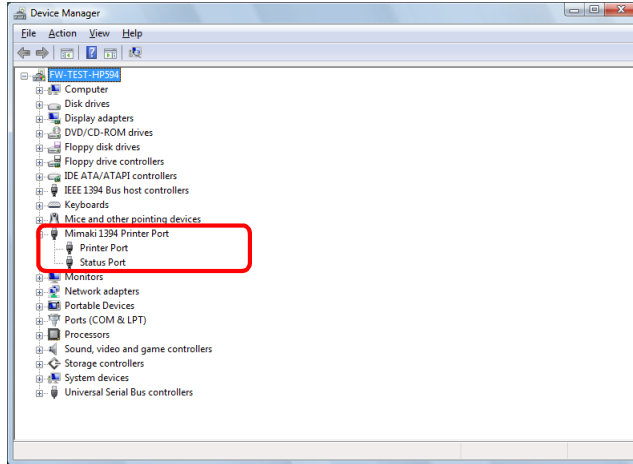 Device Manager
File Action View Help
FW-TEST-HP594
Computer
Disk drives
Display adapters
DVD/CD-ROM drives
Floppy disk drives
Floppy drive controllers
IDE ATA/ATAPI controllers
IEEE 1394 Bus host controllers
Keyboards
Mice and other pointing devices
Mimaki 1394 Printer Port
Printer Port
Status Port
Monitors
Network adapters
Portable Devices
Ports (COM & LPT)
Processors
Sound, video and game controllers
Storage controllers
System devices
Universal Serial Bus controllers